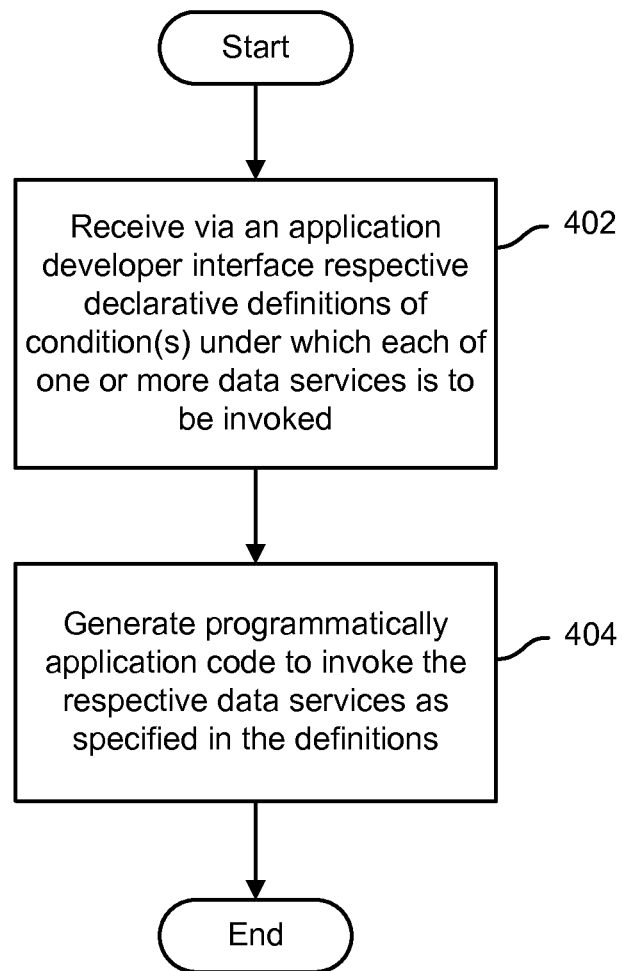 Start
Receive via an application
developer interface respective
declarative definitions of
condition(s) under which each of
one or more data services is to
be invoked
402
Generate programmatically
application code to invoke the
respective data services as
specified in the definitions
404
End